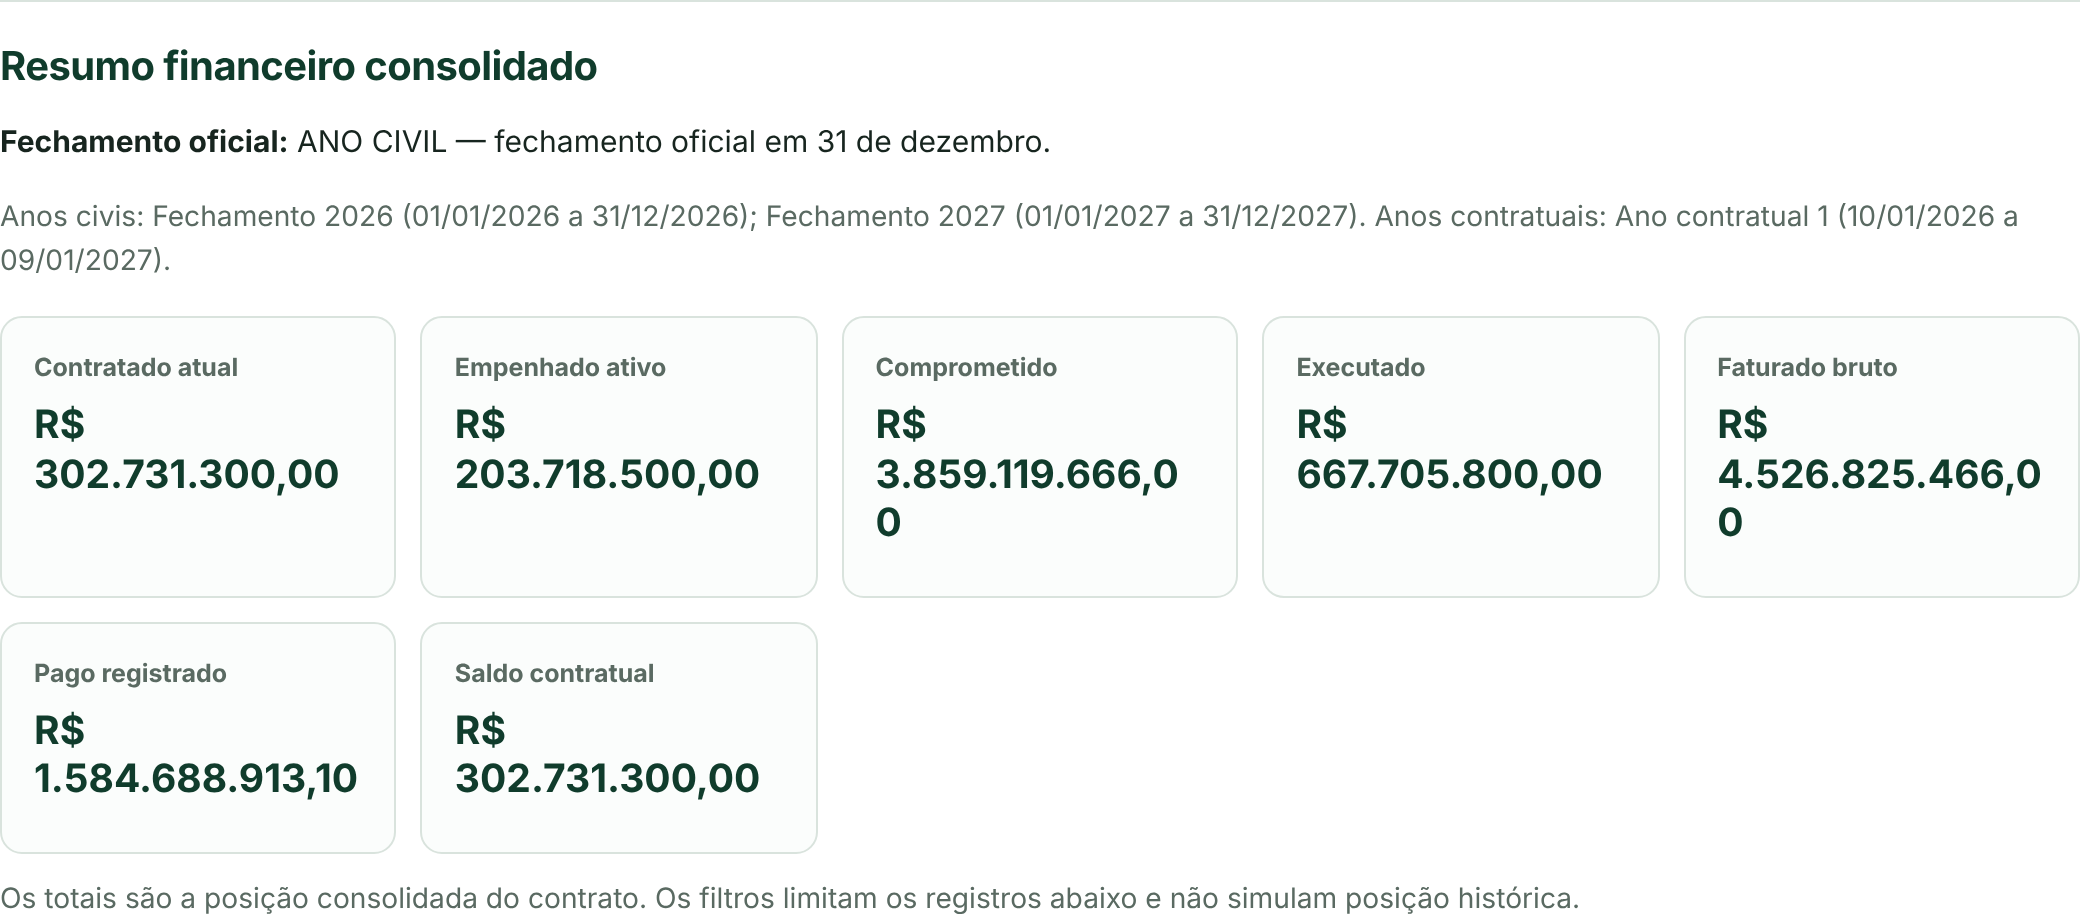 Resumo financeiro consolidado
Fechamento oficial: ANO CIVIL — fechamento oficial em 31 de dezembro.
Anos civis: Fechamento 2026 (01/01/2026 a 31/12/2026); Fechamento 2027 (01/01/2027 a 31/12/2027). Anos contratuais: Ano contratual 1 (10/01/2026 a
09/01/2027).
Contratado atual
R$
302.731.300,00
Empenhado ativo
R$
203.718.500,00
Comprometido
R$
3.859.119.666,0
0
Executado
R$
667.705.800,00
Faturado bruto
R$
4.526.825.466,0
0
Pago registrado
R$
1.584.688.913,10
Saldo contratual
R$
302.731.300,00
Os totais são a posição consolidada do contrato. Os filtros limitam os registros abaixo e não simulam posição histórica.